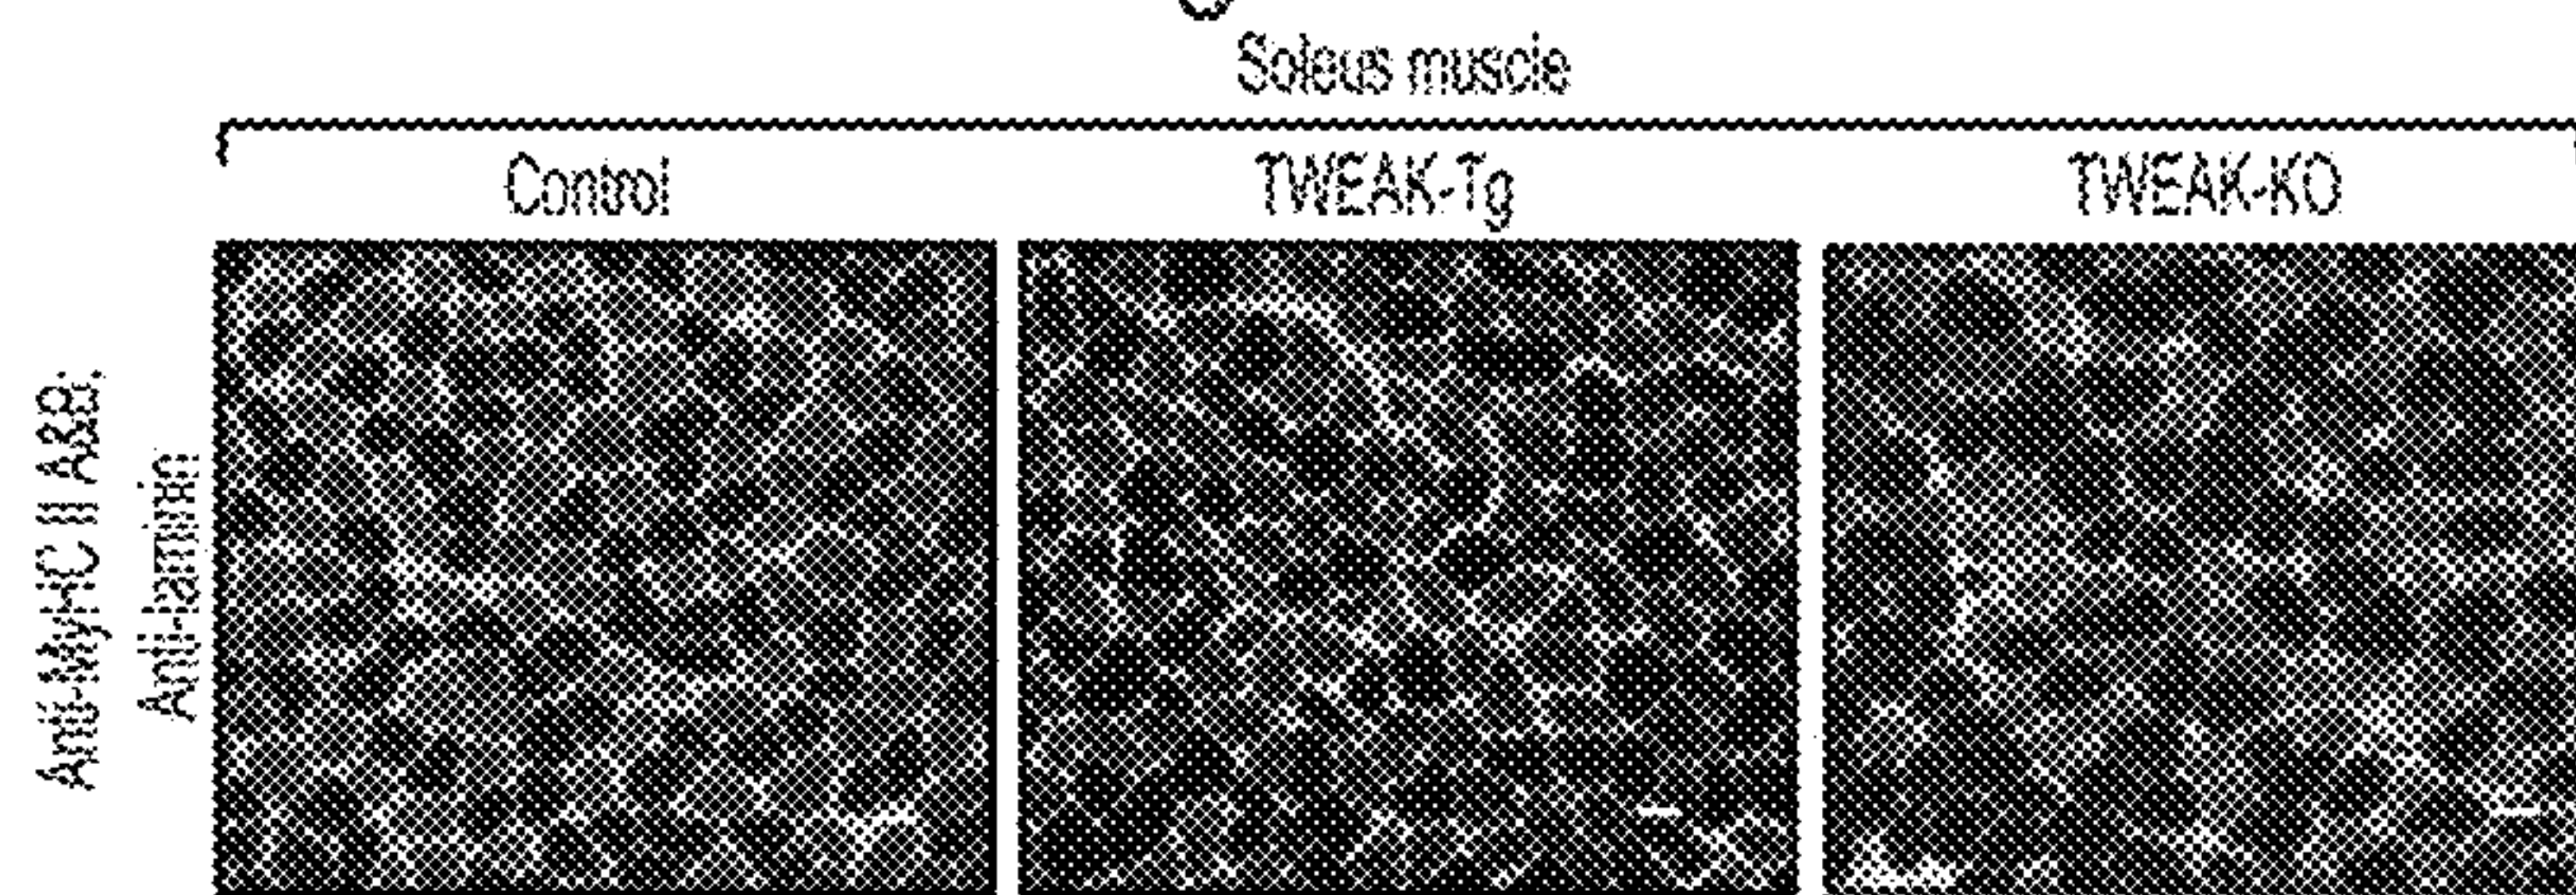 Soleus muscle
Control
TWEAK-Tg
TWEAK-KO
Anti-MyHC II A&B;
Anti-laminin